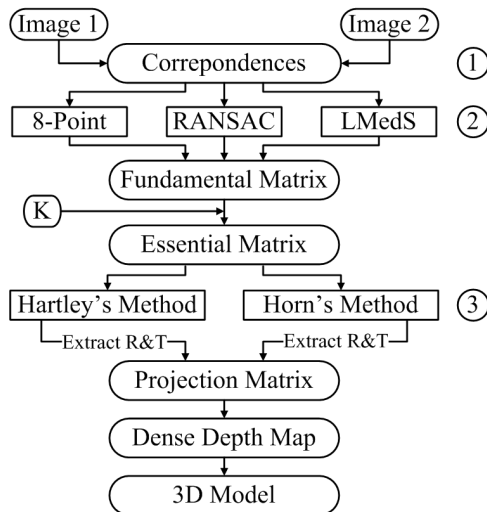 Image 1
Image 2
Correpondences
1
8-Point
RANSAC
LMedS
2
Fundamental Matrix
K
Essential Matrix
Hartley's Method
Horn's Method
3
Extract R&T
Extract R&T
Projection Matrix
Dense Depth Map
3D Model